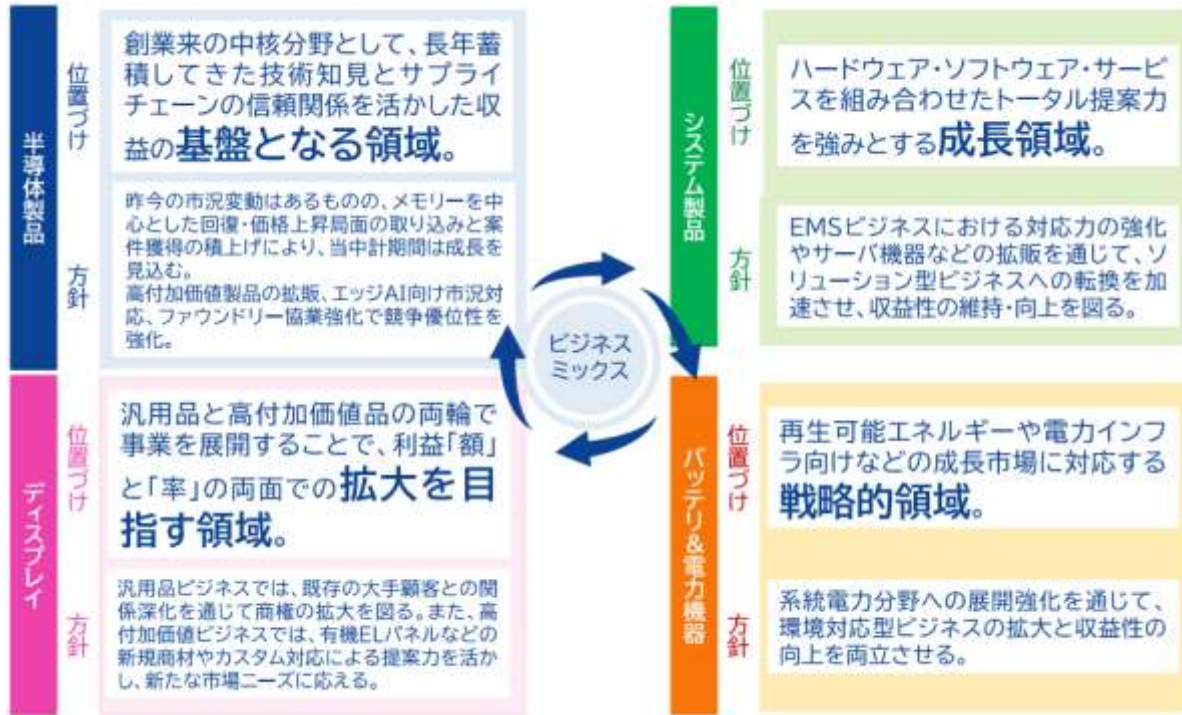 半導体製品
位置づけ
創業来の中核分野として、長年蓄
積してきた技術知見とサプライ
チェーンの信頼関係を活かした収
益の基盤となる領域。
方針
昨今の市況変動はあるものの、メモリーを中
心とした回復・価格上昇局面の取り込みと案
件獲得の積上げにより、当中計期間は成長を
見込む。
高付加価値製品の拡販、エッジAI向け市況対
応、ファウンドリー協業強化で競争優位性を
強化。
システム製品
位置づけ
ハードウェア・ソフトウェア・サービ
スを組み合わせたトータル提案力
を強みとする成長領域。
方針
EMSビジネスにおける対応力の強化
やサーバ機器などの拡販を通じて、ソ
リューション型ビジネスへの転換を加
速させ、収益性の維持・向上を図る。
ビジネス
ミックス
ディスプレイ
位置づけ
汎用品と高付加価値品の両輪で
事業を展開することで、利益「額」
と「率」の両面での拡大を目
指す領域。
方針
汎用品ビジネスでは、既存の大手顧客との関
係深化を通じて商権の拡大を図る。また、高
付加価値ビジネスでは、有機ELパネルなどの
新規商材やカスタム対応による提案力を活か
し、新たな市場ニーズに応える。
バッテリ&電力機器
位置づけ
再生可能エネルギーや電力インフ
ラ向けなどの成長市場に対応する
戦略的領域。
方針
系統電力分野への展開強化を通じて、
環境対応型ビジネスの拡大と収益性の
向上を両立させる。